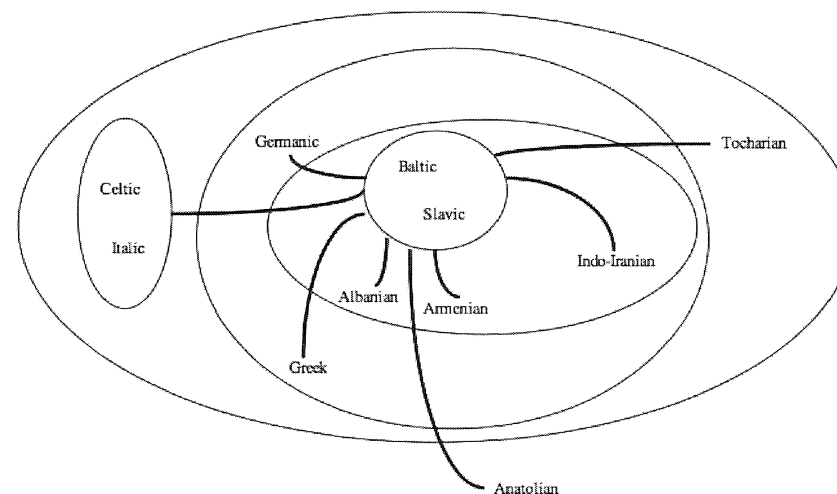 Germanic
Tocharian
Baltic
Celtic
Slavic
Italic
Indo-Iranian
Albanian
Armenian
Greek
Anatolian